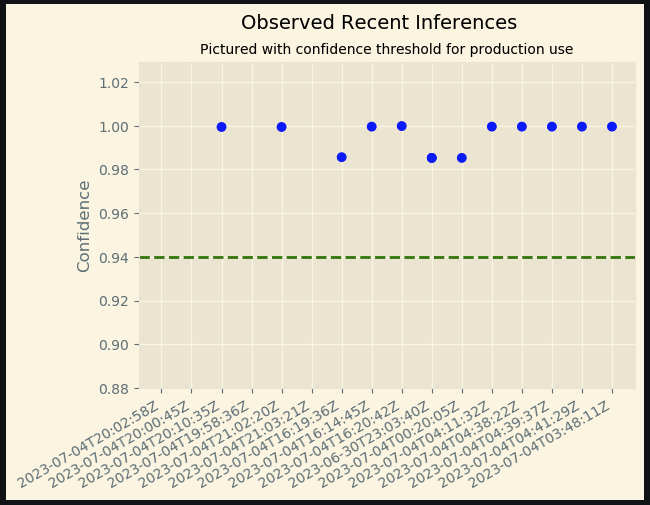 Observed Recent Inferences
Pictured with confidence threshold for production use
Confidence
1.02
1.00
0.98
0.96
0.94
0.92
0.90
0.88
2023-07-04T20:02:58Z
2023-07-04T20:00:45Z
2023-07-04T20:10:35Z
2023-07-04T19:58:36Z
2023-07-04T21:02:20Z
2023-07-04T21:03:21Z
2023-07-04T16:19:36Z
2023-07-04T16:14:45Z
2023-07-04T16:20:42Z
2023-06-30T23:03:40Z
2023-07-04T00:20:05Z
2023-07-04T04:11:32Z
2023-07-04T04:38:22Z
2023-07-04T04:39:37Z
2023-07-04T04:41:29Z
2023-07-04T03:48:11Z